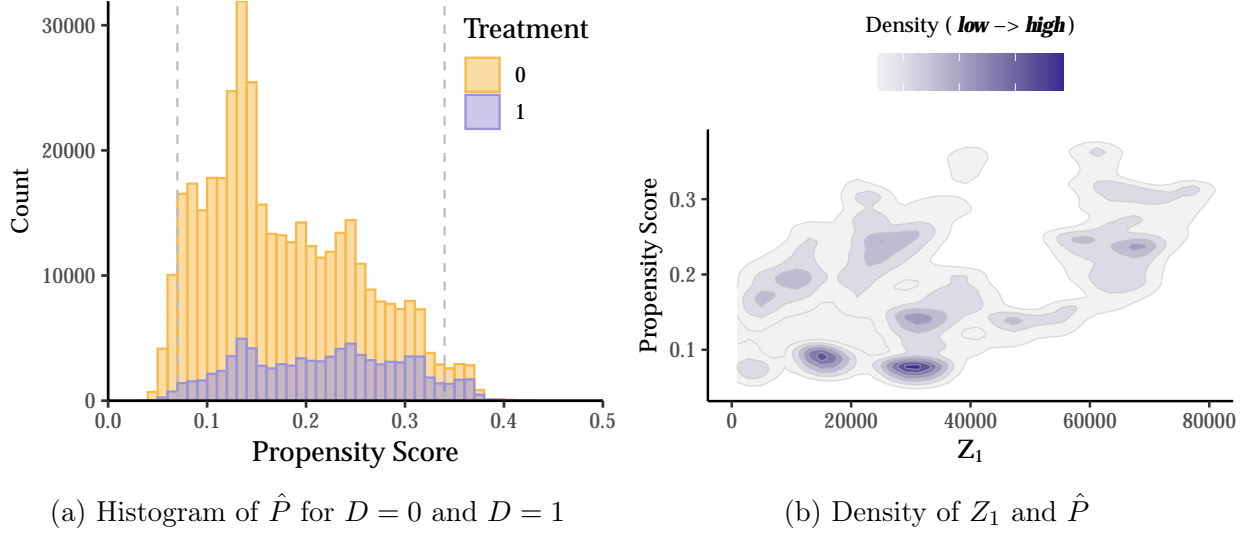 Treatment
0
1
30000
20000
10000
0
Count
0.0 0.1 0.2 0.3 0.4 0.5
Propensity Score
(a) Histogram of P̂ for D = 0 and D = 1
Density ( low −> high )
0.3
0.2
0.1
Propensity Score
0 20000 40000 60000 80000
Z₁
(b) Density of Z₁ and P̂